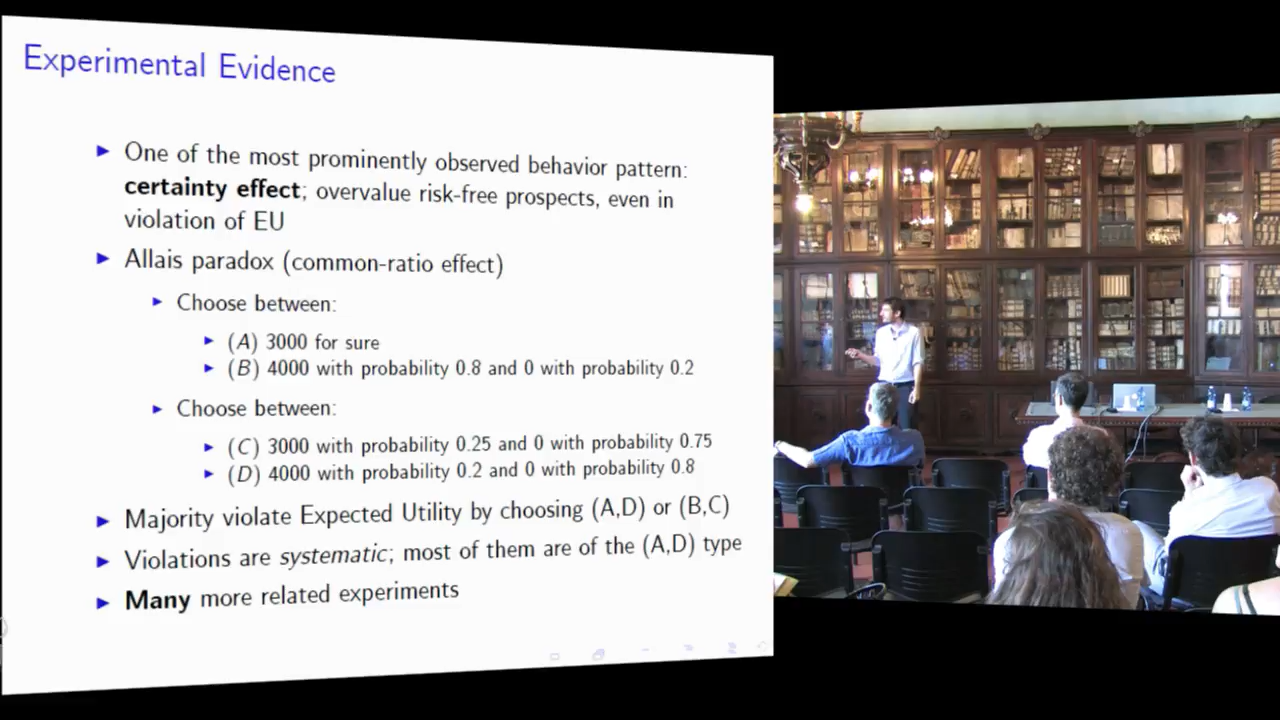 Experimental Evidence
One of the most prominently observed behavior pattern:
certainty effect; overvalue risk-free prospects, even in
violation of EU
Allais paradox (common-ratio effect)
Choose between:
(A) 3000 for sure
(B) 4000 with probability 0.8 and 0 with probability 0.2
Choose between:
(C) 3000 with probability 0.25 and 0 with probability 0.75
(D) 4000 with probability 0.2 and 0 with probability 0.8
Majority violate Expected Utility by choosing (A,D) or (B,C)
Violations are systematic; most of them are of the (A,D) type
Many more related experiments